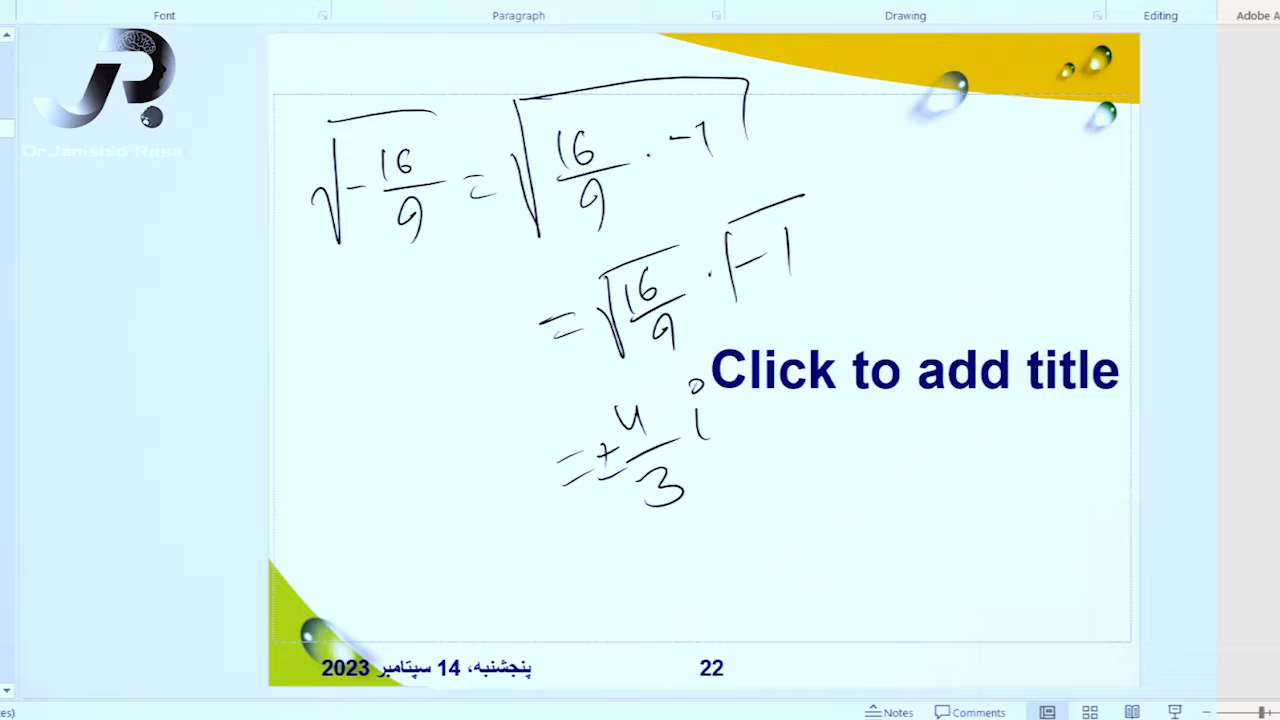 Font Paragraph Drawing Editing Adobe A
Dr.Jamshid Rasa
√-16/9 = √16/9 · -1
= √16/9 · √-1
Click to add title
= ± 4/3 i
پنجشنبه، 14 سپتامبر 2023
22
es) Notes Comments